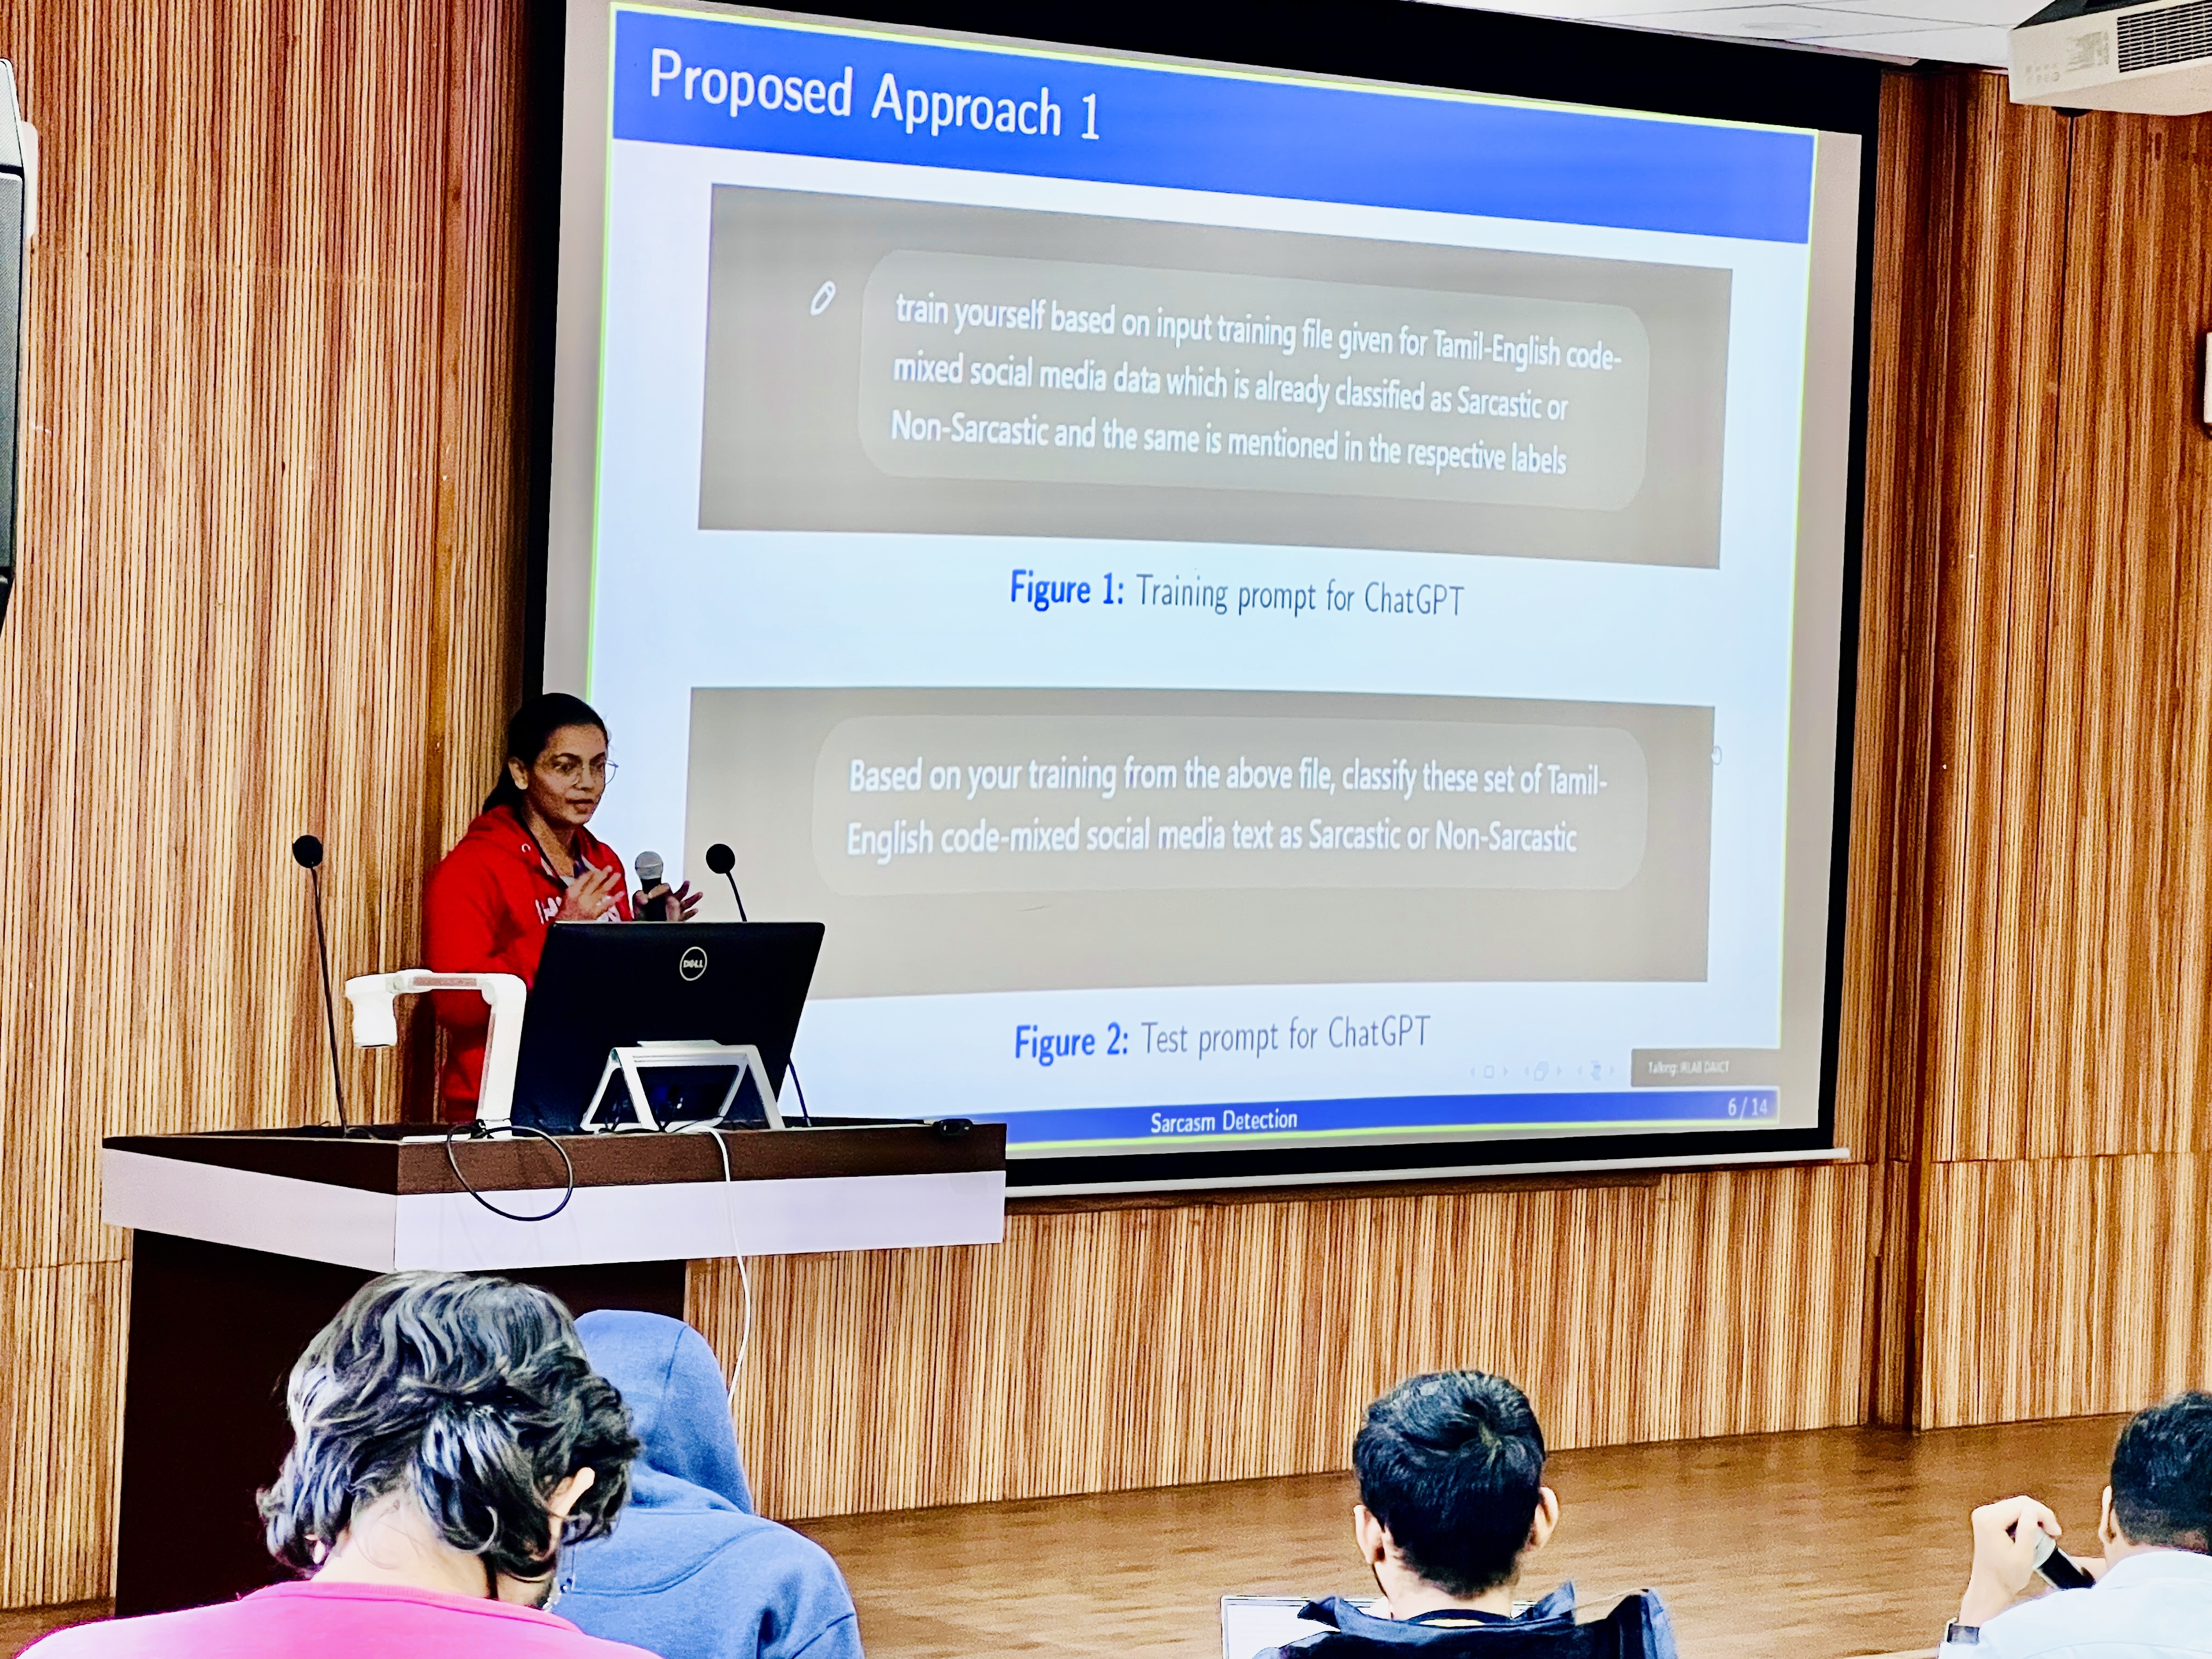 Proposed Approach 1
train yourself based on input training file given for Tamil-English code-
mixed social media data which is already classified as Sarcastic or
Non-Sarcastic and the same is mentioned in the respective labels
Figure 1: Training prompt for ChatGPT
Based on your training from the above file, classify these set of Tamil-
English code-mixed social media text as Sarcastic or Non-Sarcastic
Figure 2: Test prompt for ChatGPT
Talking: IRLAB DAIICT
Sarcasm Detection
6 / 14
DELL